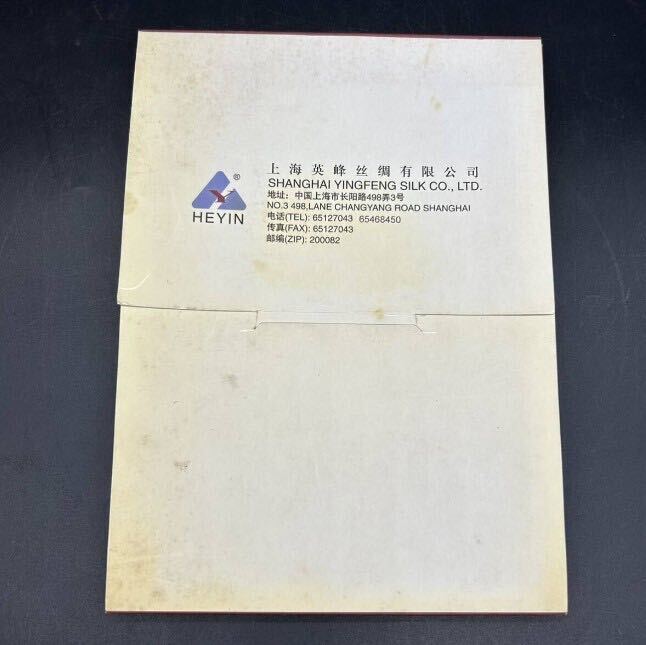 ®
HEYIN
上海英峰丝绸有限公司
SHANGHAI YINGFENG SILK CO., LTD.
地址：中国上海市长阳路498弄3号
NO.3 498,LANE CHANGYANG ROAD SHANGHAI
电话(TEL): 65127043 65468450
传真(FAX): 65127043
邮编(ZIP): 200082